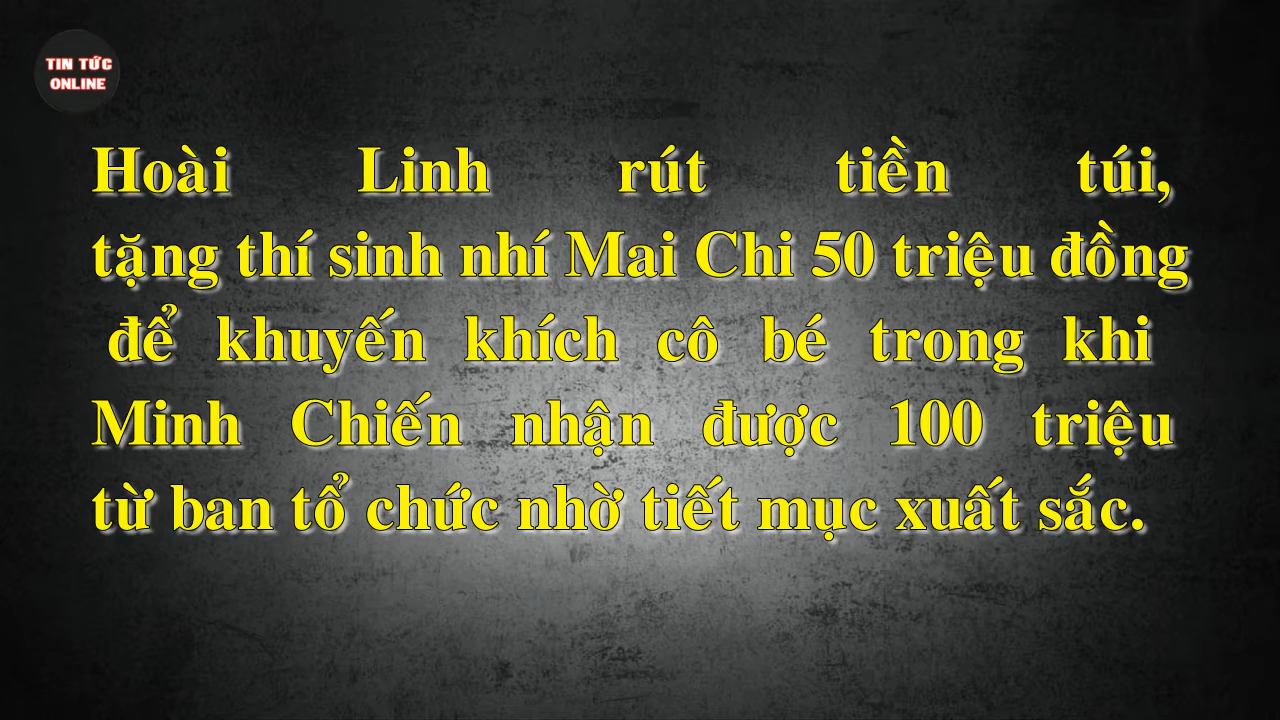 TIN TỨC
ONLINE
Hoài Linh rút tiền túi,
tặng thí sinh nhí Mai Chi 50 triệu đồng
để khuyến khích cô bé trong khi
Minh Chiến nhận được 100 triệu
từ ban tổ chức nhờ tiết mục xuất sắc.